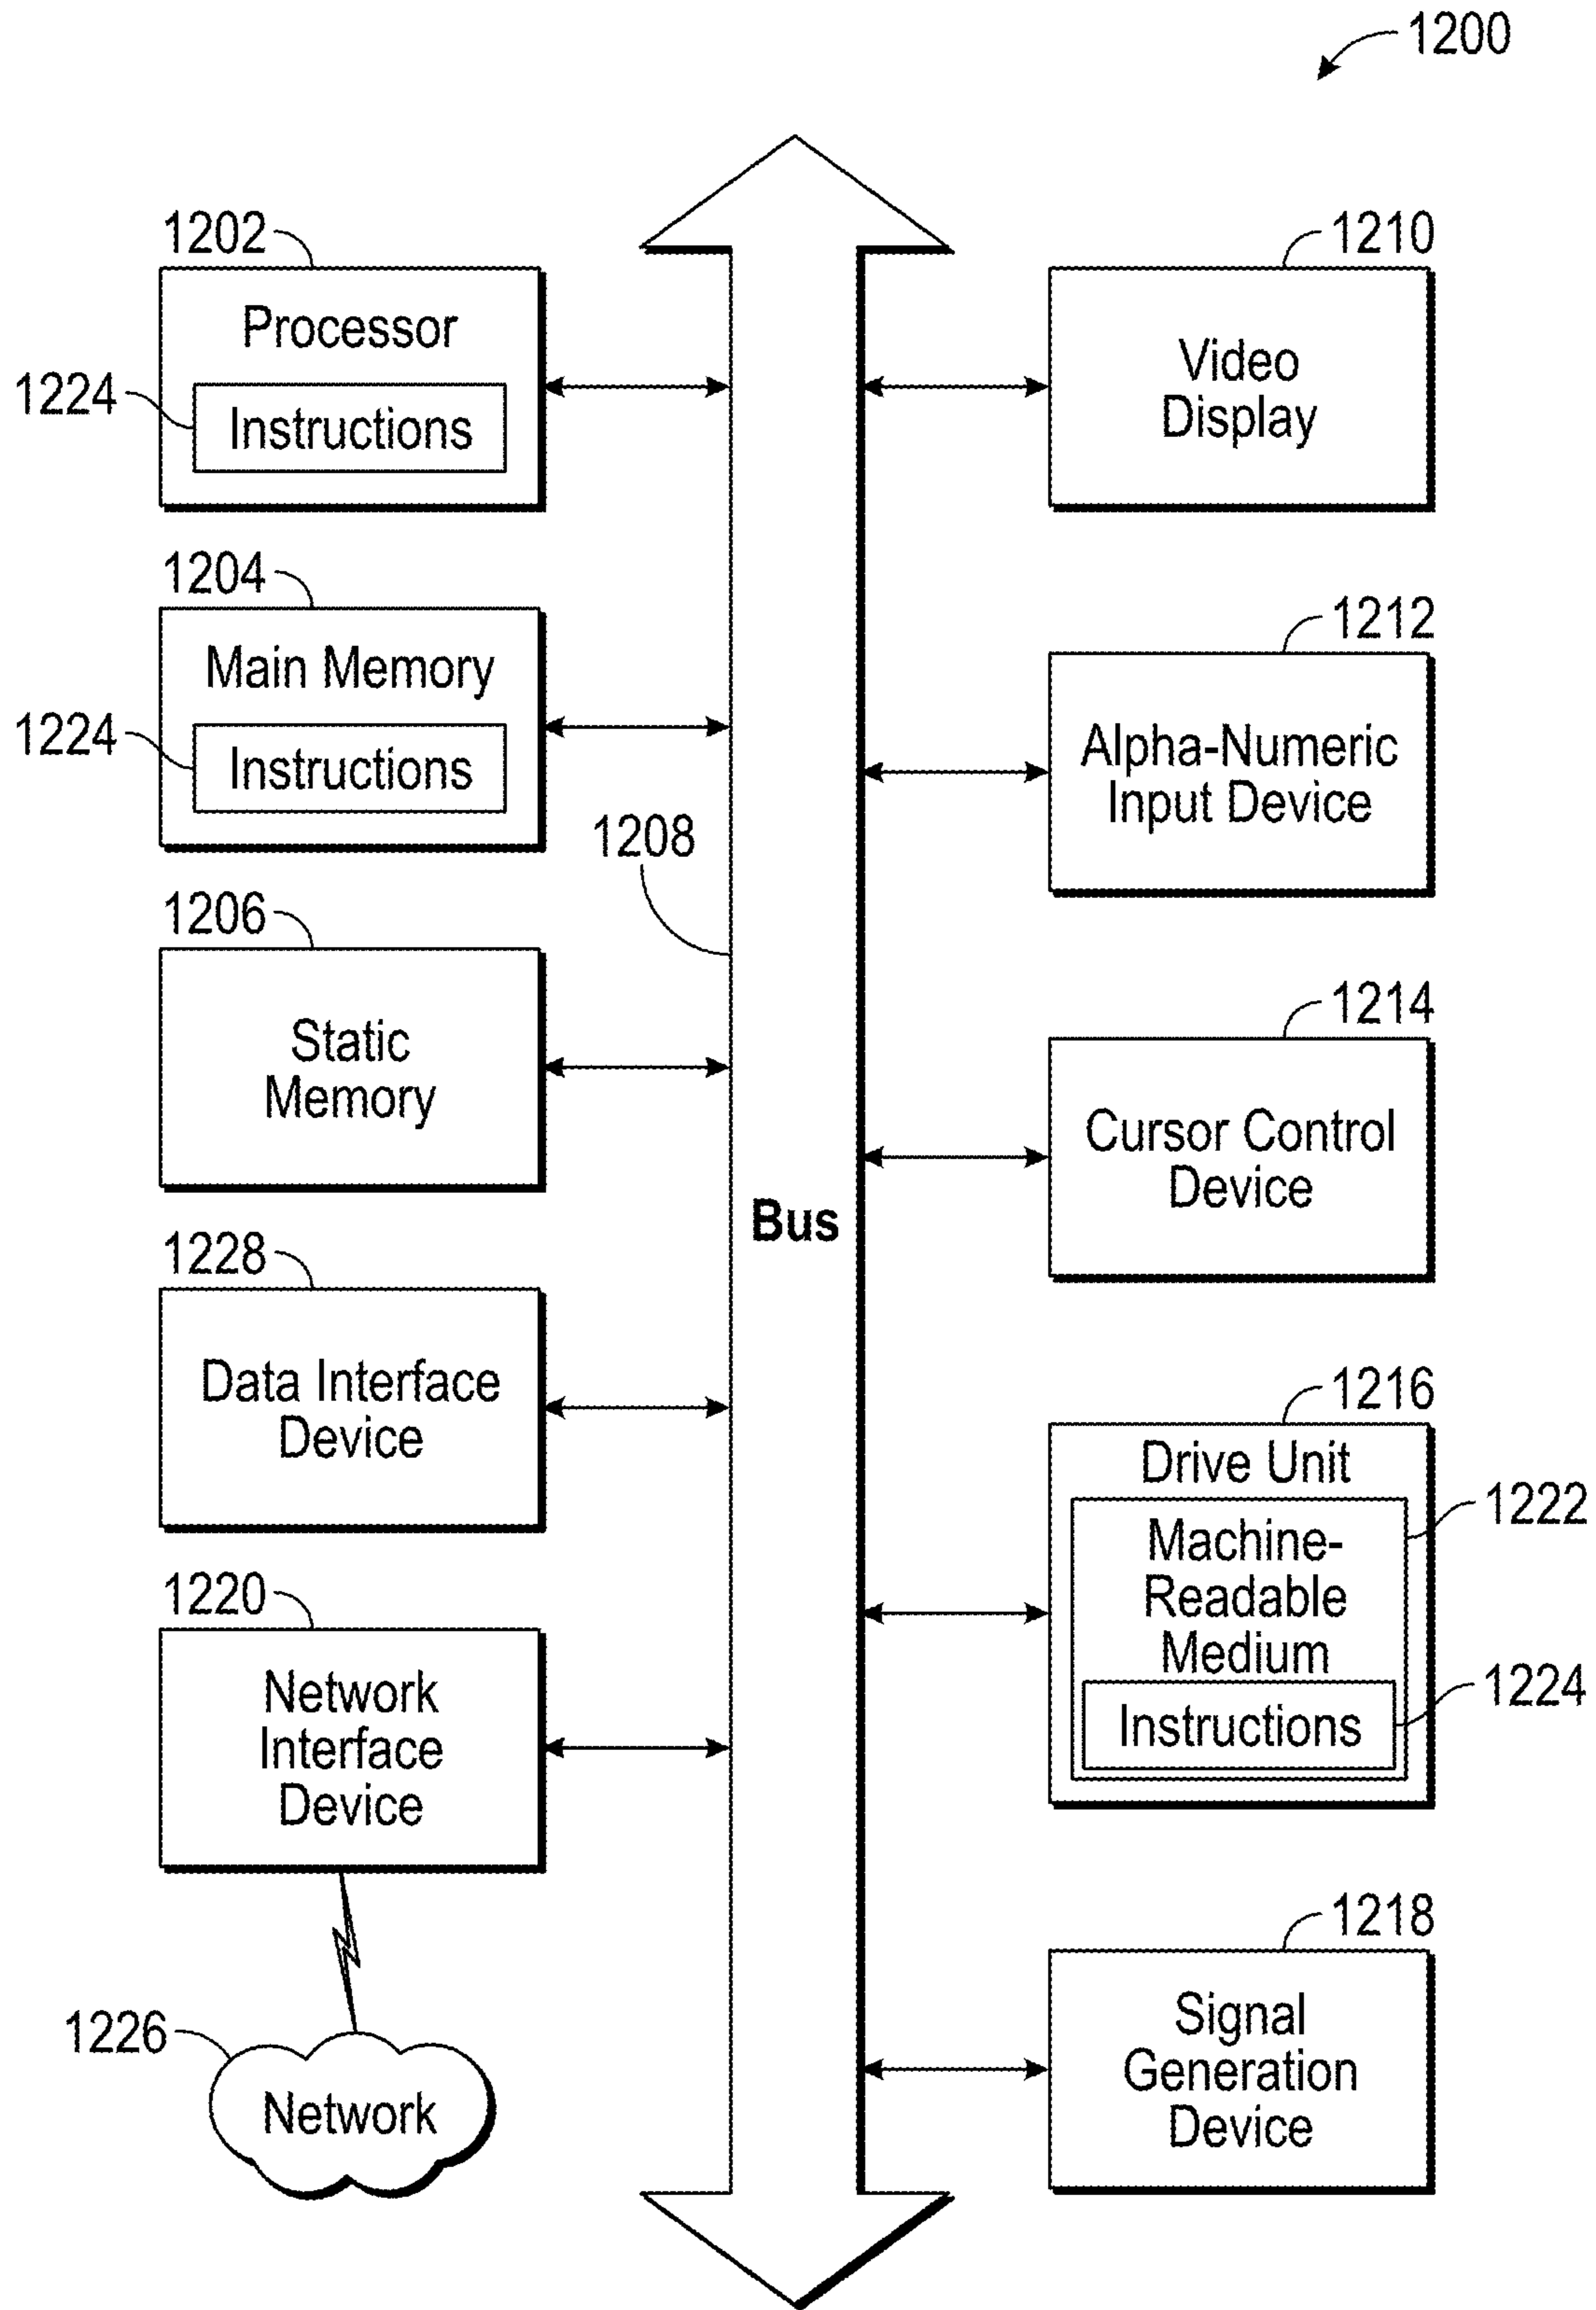 1200
1202
Processor
1224
Instructions
1204
Main Memory
1224
Instructions
1208
1206
Static
Memory
1228
Data Interface
Device
1220
Network
Interface
Device
1226
Network
Bus
1210
Video
Display
1212
Alpha-Numeric
Input Device
1214
Cursor Control
Device
1216
Drive Unit
1222
Machine-
Readable
Medium
1224
Instructions
1218
Signal
Generation
Device